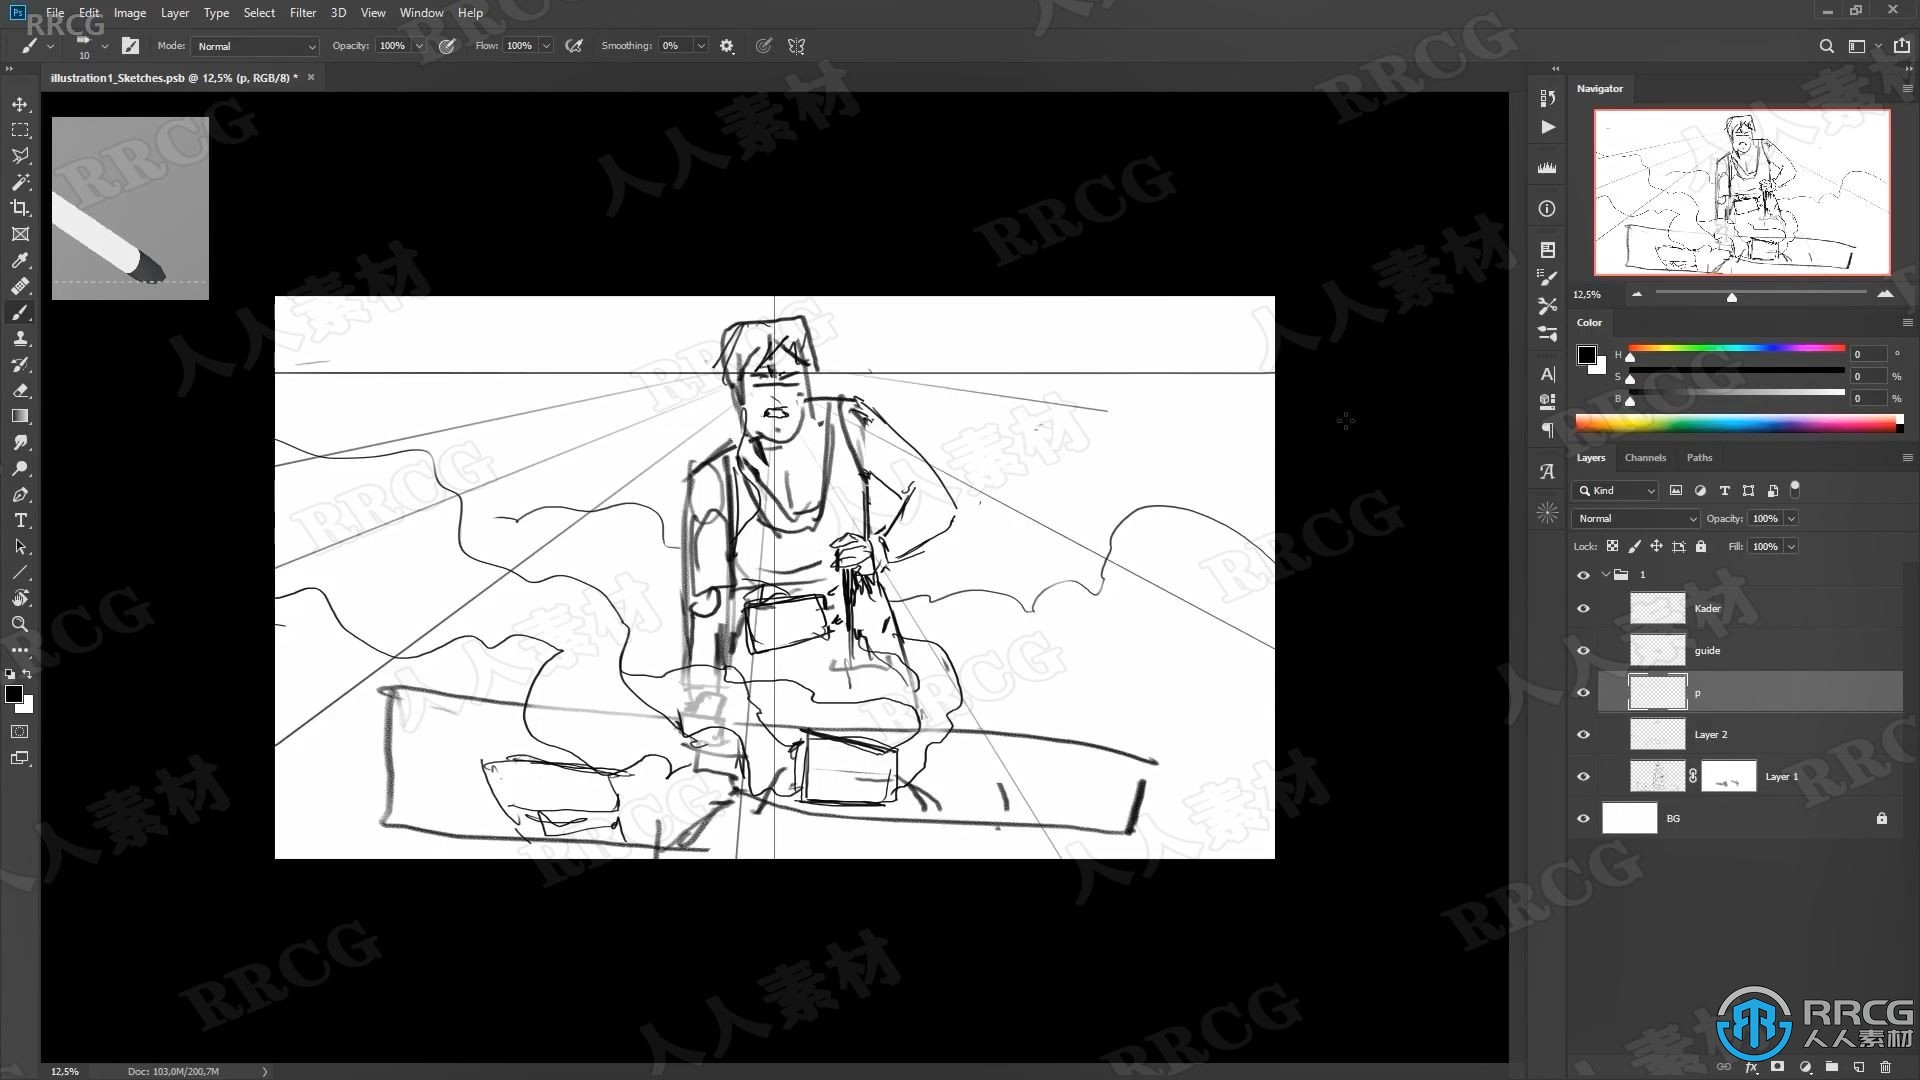 Ps File Edit Image Layer Type Select Filter 3D View Window Help
RRCG
10 Mode: Normal Opacity: 100% Flow: 100% Smoothing: 0%
illustration1_Sketches.psb @ 12,5% (p, RGB/8) * ×
Navigator
12,5%
Color
H 0 °
S 0 %
B 0 %
Layers Channels Paths
Kind
Normal Opacity: 100%
Lock: Fill: 100%
1
Kader
guide
p
Layer 2
Layer 1
BG
RRCG
人人素材
12,5% Doc: 103,0M/200,7M